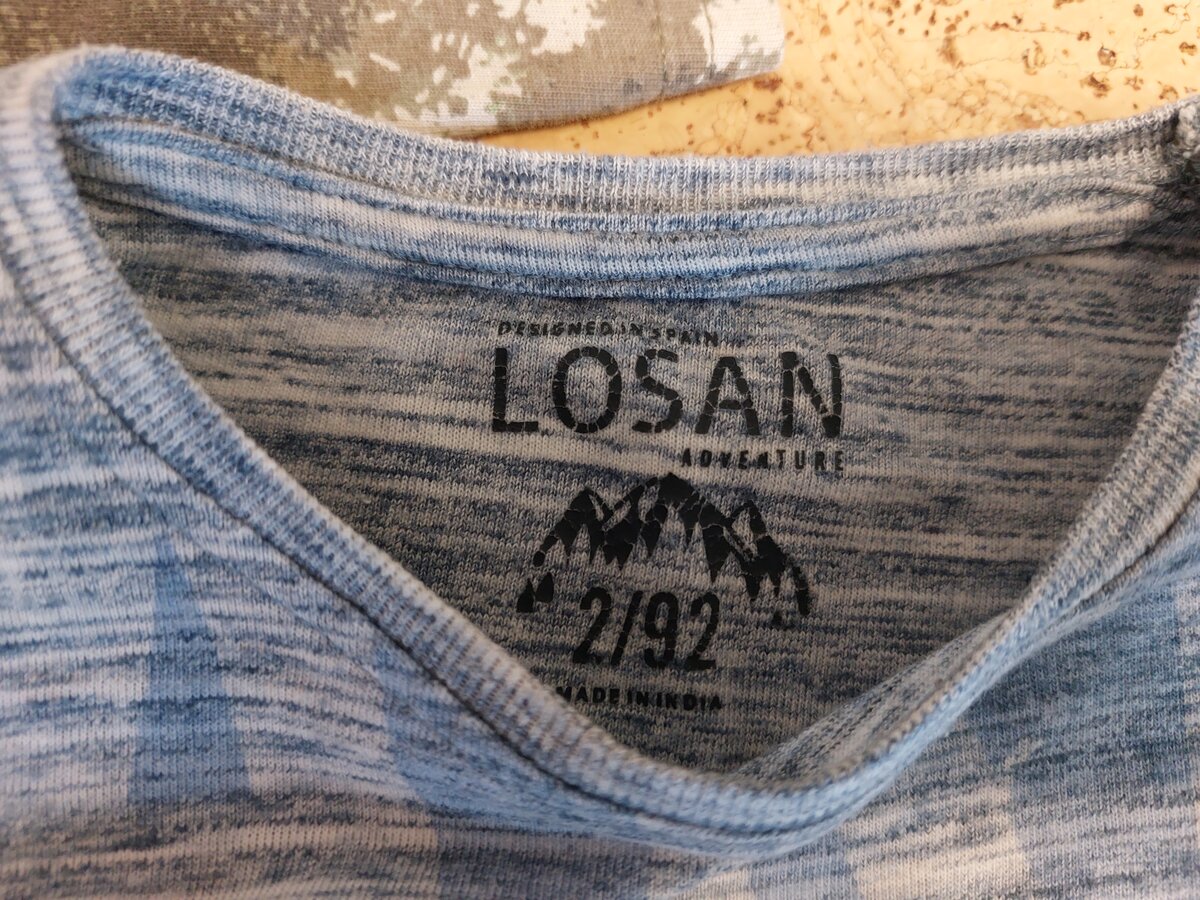 DESIGNED IN SPAIN
LOSAN
ADVENTURE
2/92
MADE IN INDIA